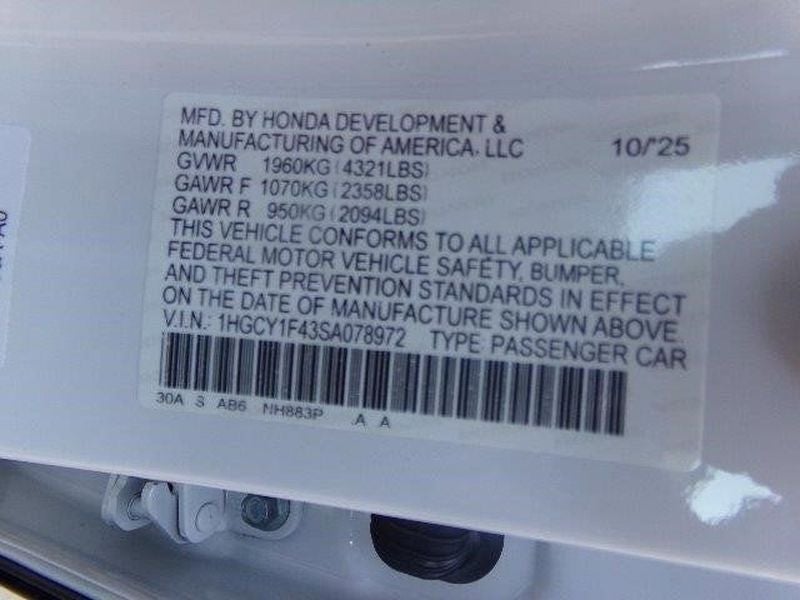 MFD. BY HONDA DEVELOPMENT &
MANUFACTURING OF AMERICA, LLC 10/'25
GVWR 1960KG (4321LBS)
GAWR F 1070KG (2358LBS)
GAWR R 950KG (2094LBS)
THIS VEHICLE CONFORMS TO ALL APPLICABLE
FEDERAL MOTOR VEHICLE SAFETY, BUMPER,
AND THEFT PREVENTION STANDARDS IN EFFECT
ON THE DATE OF MANUFACTURE SHOWN ABOVE.
V.I.N.: 1HGCY1F43SA078972 TYPE: PASSENGER CAR
30A S AB6 NH883P .A A